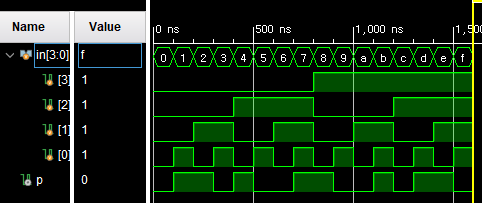 Name Value
0 ns 500 ns 1,000 ns 1,50
in[3:0] f 0 1 2 3 4 5 6 7 8 9 a b c d e f
[3] 1
[2] 1
[1] 1
[0] 1
p 0